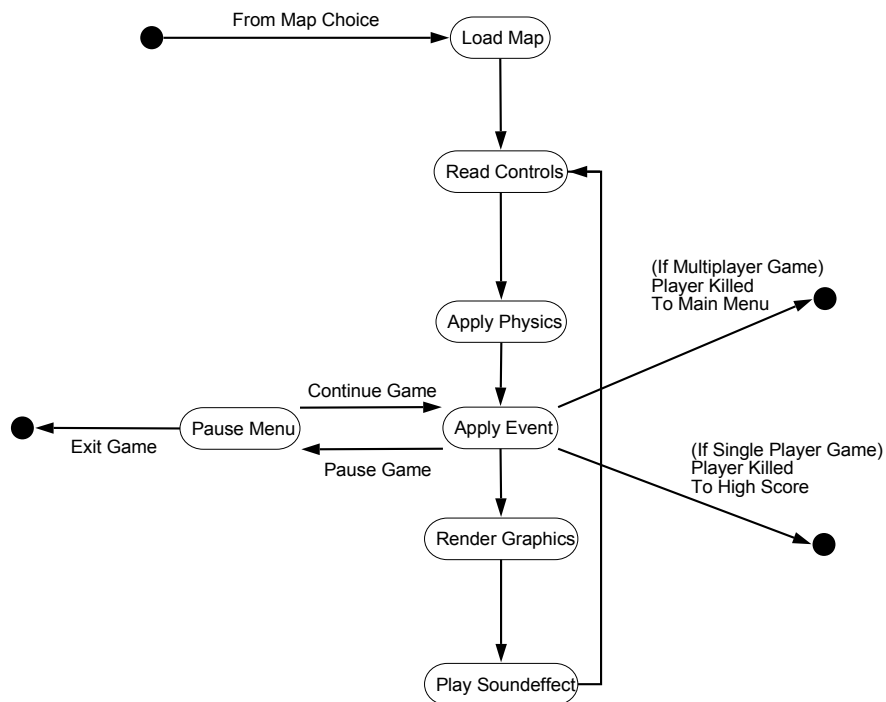 From Map Choice
Load Map
Read Controls
(If Multiplayer Game)
Player Killed
To Main Menu
Apply Physics
Continue Game
Exit Game
Pause Menu
Apply Event
Pause Game
(If Single Player Game)
Player Killed
To High Score
Render Graphics
Play Soundeffect